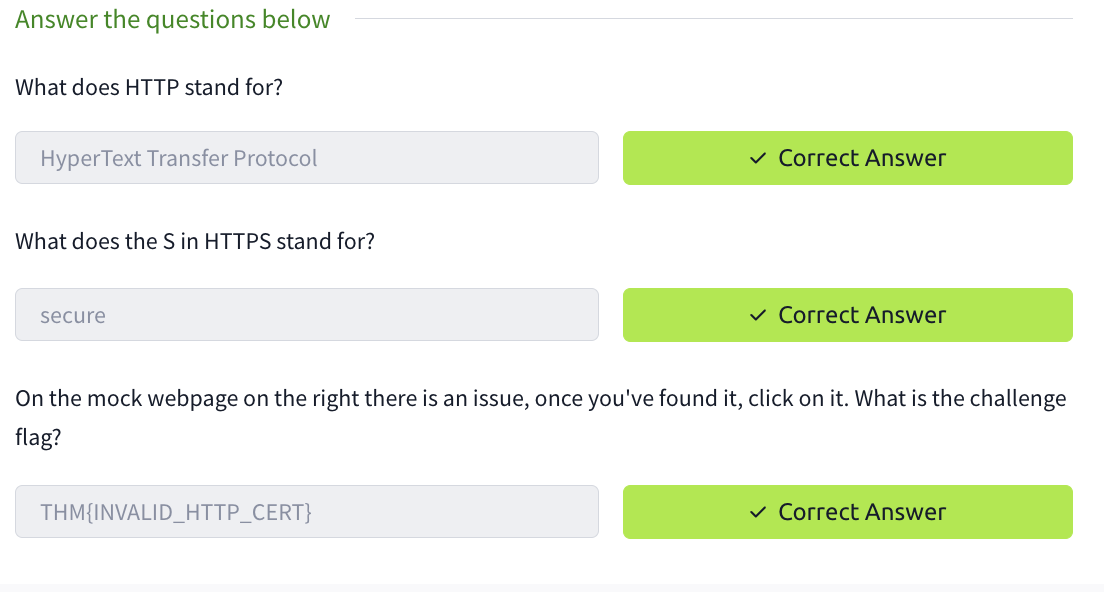 Answer the questions below
What does HTTP stand for?
HyperText Transfer Protocol
✓ Correct Answer
What does the S in HTTPS stand for?
secure
✓ Correct Answer
On the mock webpage on the right there is an issue, once you've found it, click on it. What is the challenge
flag?
THM{INVALID_HTTP_CERT}
✓ Correct Answer